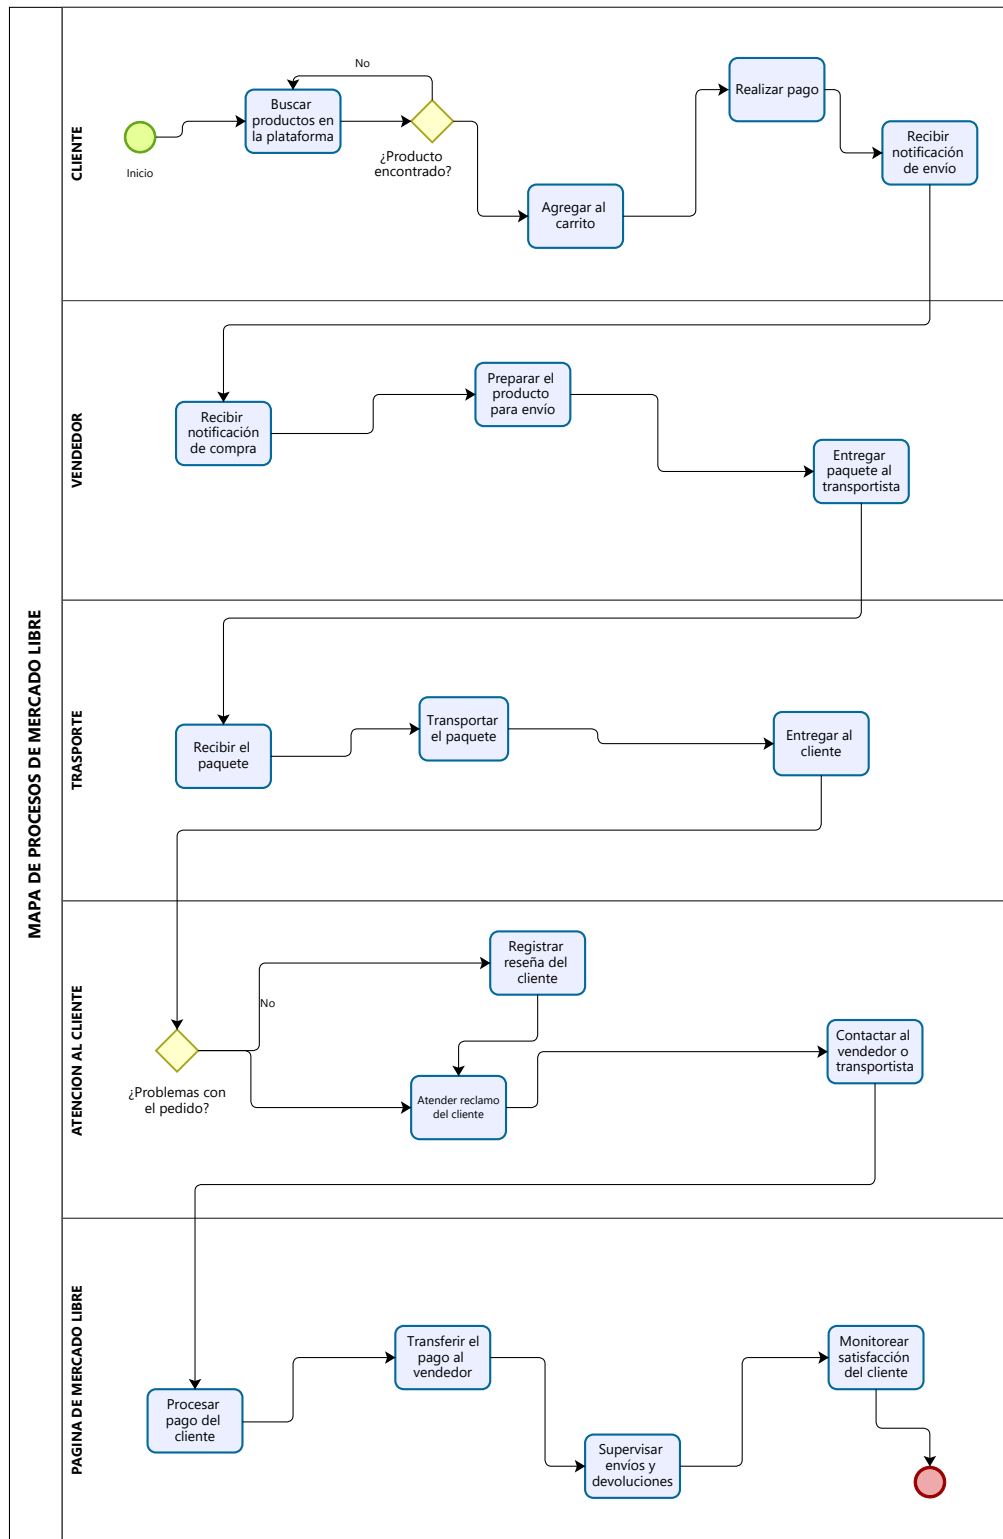 MAPA DE PROCESOS DE MERCADO LIBRE
CLIENTE
Inicio
Buscar
productos en
la plataforma
No
¿Producto
encontrado?
Agregar al
carrito
Realizar pago
Recibir
notificación
de envío
VENDEDOR
Recibir
notificación
de compra
Preparar el
producto
para envío
Entregar
paquete al
transportista
TRASPORTE
Recibir el
paquete
Transportar
el paquete
Entregar al
cliente
ATENCION AL CLIENTE
¿Problemas con
el pedido?
No
Registrar
reseña del
cliente
Atender reclamo
del cliente
Contactar al
vendedor o
transportista
PAGINA DE MERCADO LIBRE
Procesar
pago del
cliente
Transferir el
pago al
vendedor
Supervisar
envíos y
devoluciones
Monitorear
satisfacción
del cliente